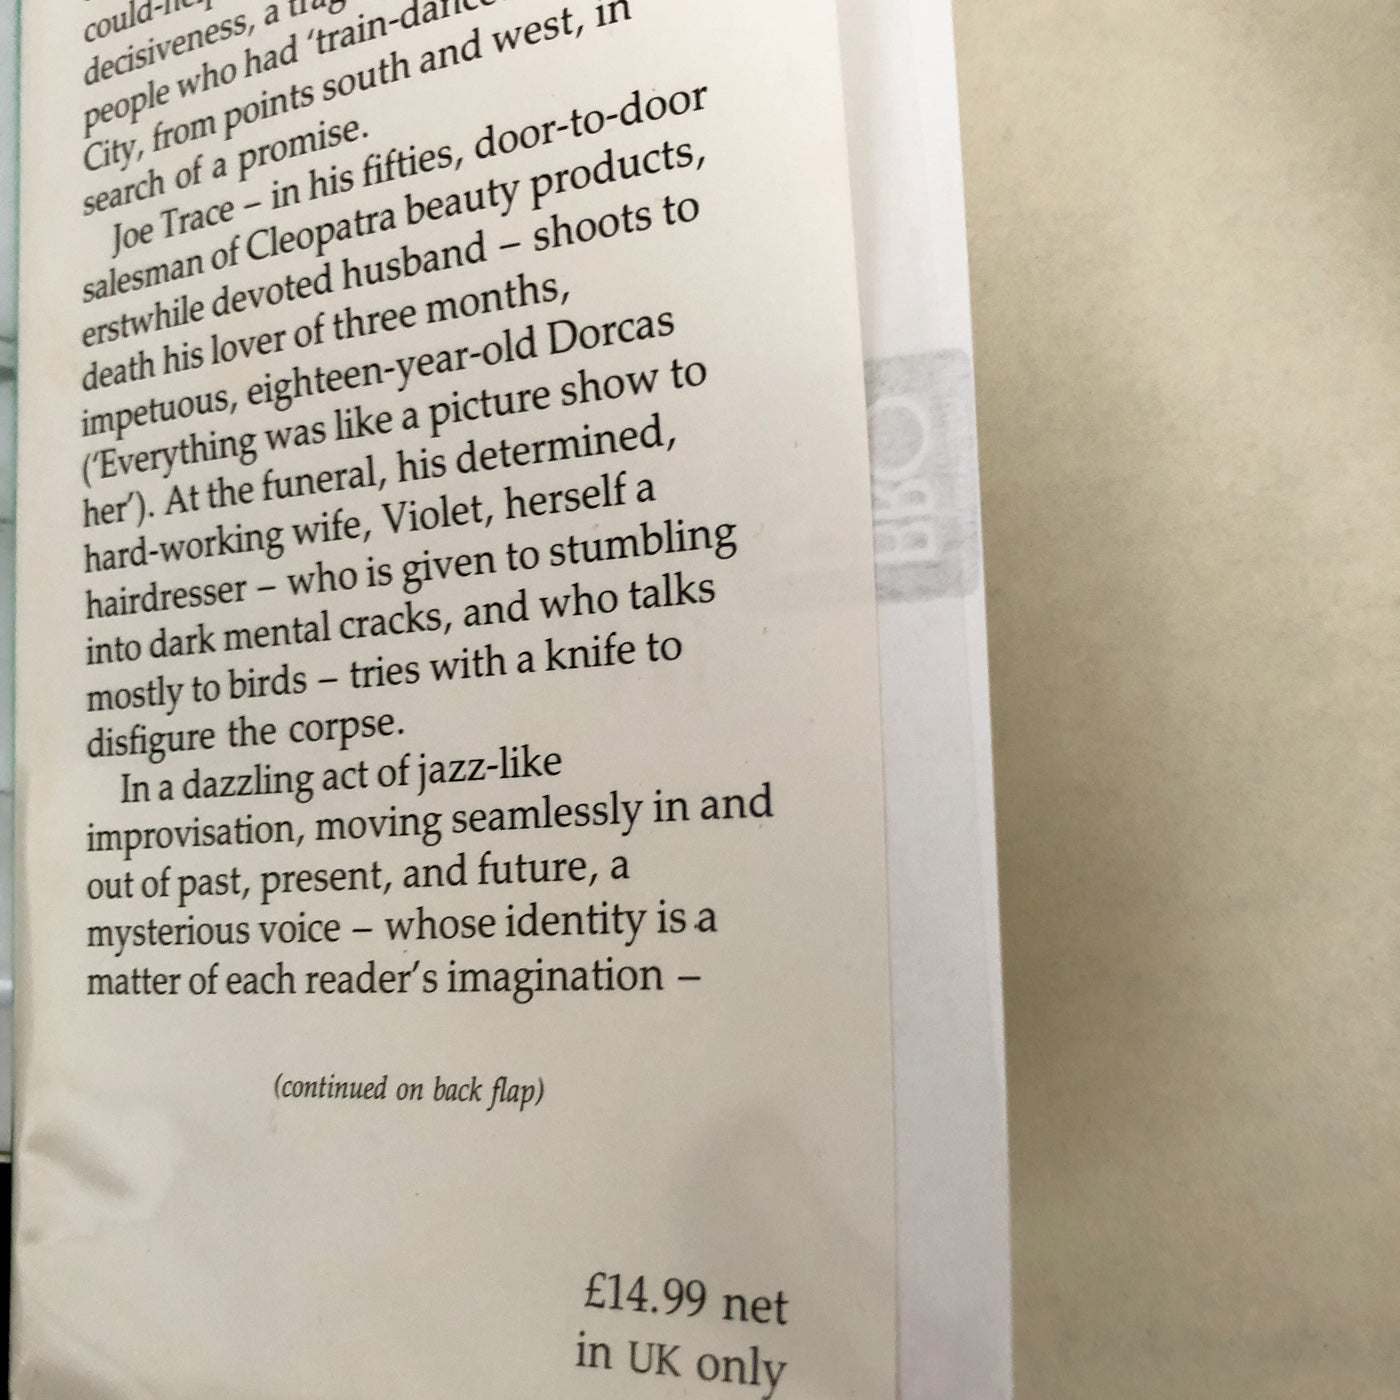 decisiveness, a
people who had ‘train-danced’
City, from points south and west, in
search of a promise.
Joe Trace – in his fifties, door-to-door
salesman of Cleopatra beauty products,
erstwhile devoted husband – shoots to
death his lover of three months,
impetuous, eighteen-year-old Dorcas
(‘Everything was like a picture show to
her’). At the funeral, his determined,
hard-working wife, Violet, herself a
hairdresser – who is given to stumbling
into dark mental cracks, and who talks
mostly to birds – tries with a knife to
disfigure the corpse.
In a dazzling act of jazz-like
improvisation, moving seamlessly in and
out of past, present, and future, a
mysterious voice – whose identity is a
matter of each reader’s imagination –
(continued on back flap)
£14.99 net
in UK only